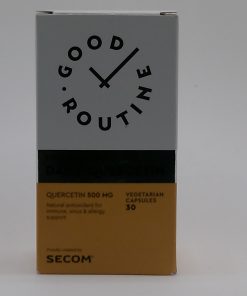 GOOD
ROUTINE
QUERCETIN 500 MG
Natural antioxidant for
immune, sinus & allergy
support
VEGETARIAN
CAPSULES
30
SECOM®